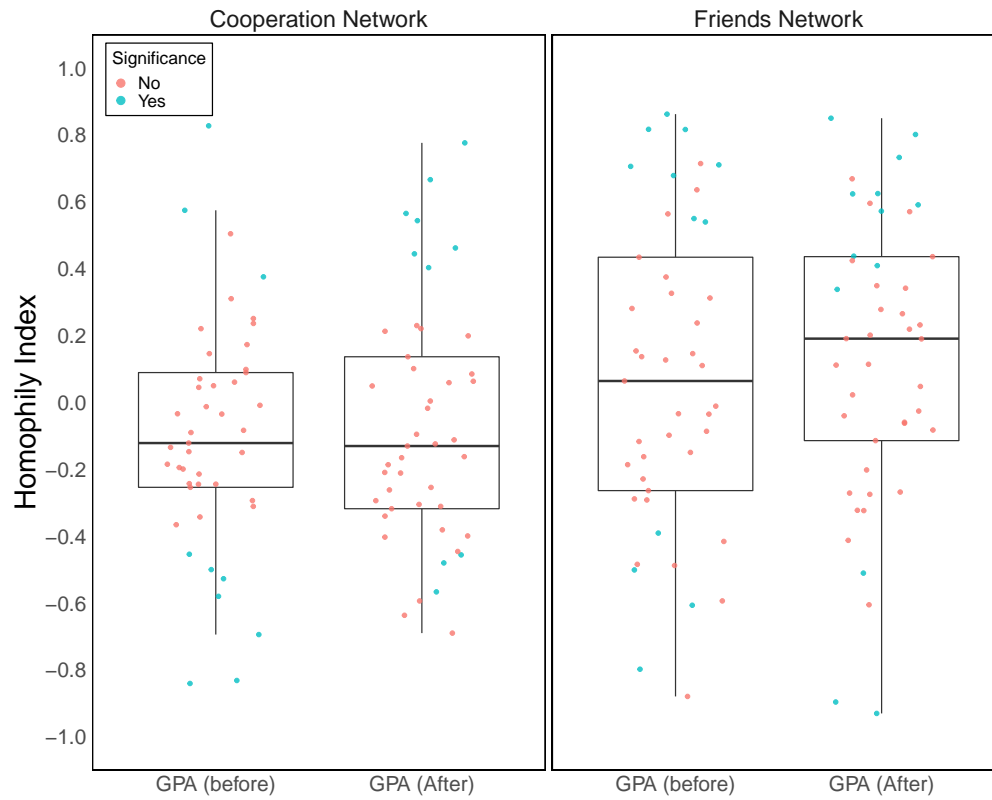 Cooperation Network
Friends Network
Significance
No
Yes
Homophily Index
1.0
0.8
0.6
0.4
0.2
0.0
−0.2
−0.4
−0.6
−0.8
−1.0
GPA (before)
GPA (After)
GPA (before)
GPA (After)